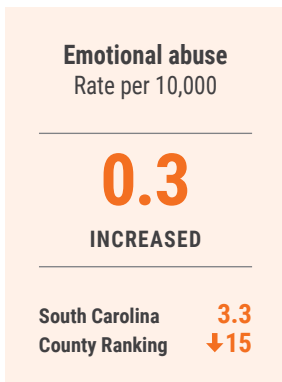 Emotional abuse
Rate per 10,000
0.3
INCREASED
South Carolina 3.3
County Ranking 🡇15